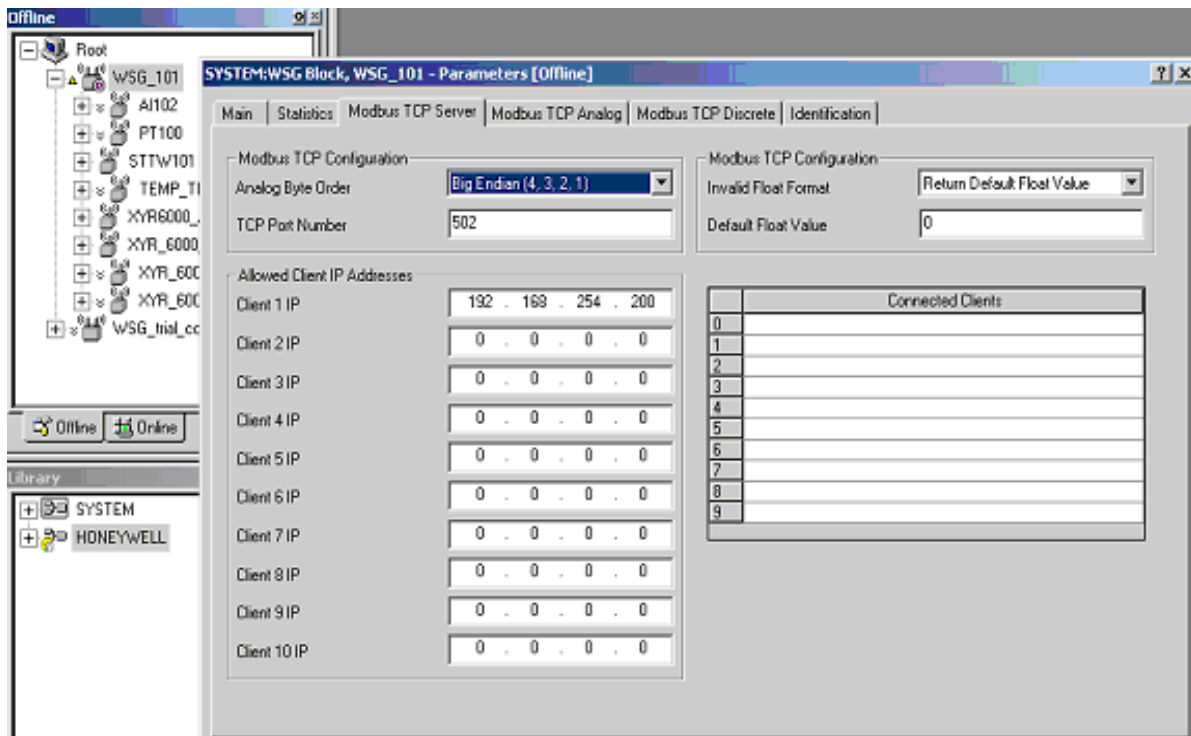 Offline
Root
WSG_101
AI102
PT100
STTW101
TEMP_T
XYR6000_
XYR_6000
XYR_600
XYR_600
WSG_trial_cc
Offline
Online
Library
SYSTEM
HONEYWELL
SYSTEM:WSG Block, WSG_101 - Parameters [Offline]
Main
Statistics
Modbus TCP Server
Modbus TCP Analog
Modbus TCP Discrete
Identification
Modbus TCP Configuration
Analog Byte Order
Big Endian (4, 3, 2, 1)
TCP Port Number
502
Modbus TCP Configuration
Invalid Float Format
Return Default Float Value
Default Float Value
0
Allowed Client IP Addresses
Client 1 IP 192 . 168 . 254 . 200
Client 2 IP 0 . 0 . 0 . 0
Client 3 IP 0 . 0 . 0 . 0
Client 4 IP 0 . 0 . 0 . 0
Client 5 IP 0 . 0 . 0 . 0
Client 6 IP 0 . 0 . 0 . 0
Client 7 IP 0 . 0 . 0 . 0
Client 8 IP 0 . 0 . 0 . 0
Client 9 IP 0 . 0 . 0 . 0
Client 10 IP 0 . 0 . 0 . 0
Connected Clients
0
1
2
3
4
5
6
7
8
9